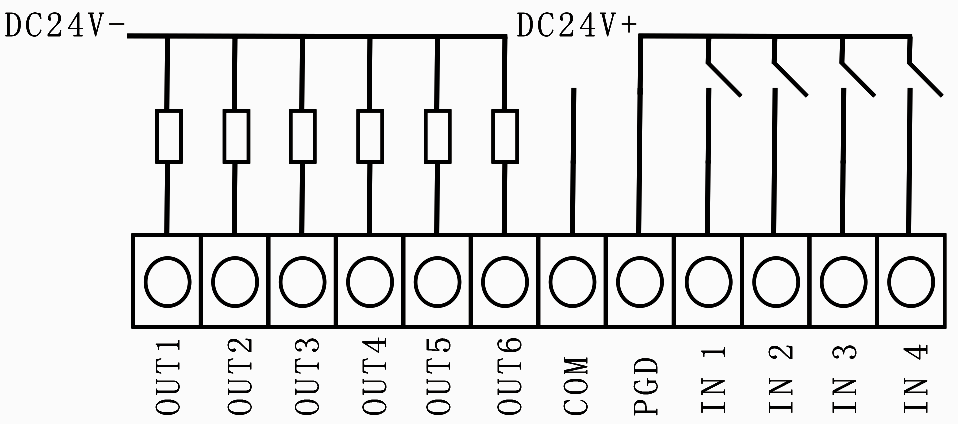 DC24V-
DC24V+
OUT1
OUT2
OUT3
OUT4
OUT5
OUT6
COM
PGD
IN 1
IN 2
IN 3
IN 4